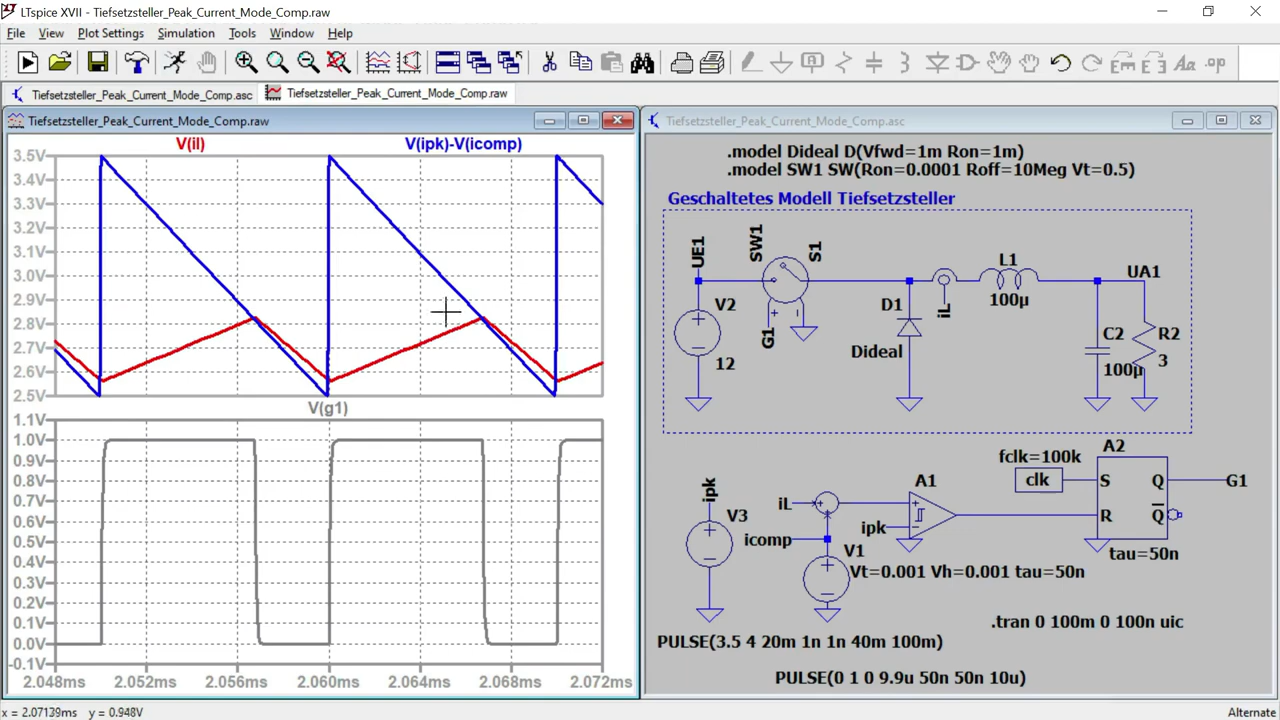 LTspice XVII - Tiefsetzsteller_Peak_Current_Mode_Comp.raw
File View Plot Settings Simulation Tools Window Help
Tiefsetzsteller_Peak_Current_Mode_Comp.asc Tiefsetzsteller_Peak_Current_Mode_Comp.raw
Tiefsetzsteller_Peak_Current_Mode_Comp.raw
V(il) V(ipk)-V(icomp)
3.5V
3.4V
3.3V
3.2V
3.1V
3.0V
2.9V
2.8V
2.7V
2.6V
2.5V
V(g1)
1.1V
1.0V
0.9V
0.8V
0.7V
0.6V
0.5V
0.4V
0.3V
0.2V
0.1V
0.0V
-0.1V
2.048ms 2.052ms 2.056ms 2.060ms 2.064ms 2.068ms 2.072ms
Tiefsetzsteller_Peak_Current_Mode_Comp.asc
.model Dideal D(Vfwd=1m Ron=1m)
.model SW1 SW(Ron=0.0001 Roff=10Meg Vt=0.5)
Geschaltetes Modell Tiefsetzsteller
UE1
SW1
S1
L1
100µ
UA1
V2
12
G1
+ -
D1
Dideal
iL
C2
100µ
R2
3
ipk
V3
iL
icomp
ipk
V1
A1
fclk=100k
clk
A2
S Q
R Q
G1
tau=50n
Vt=0.001 Vh=0.001 tau=50n
.tran 0 100m 0 100n uic
PULSE(3.5 4 20m 1n 1n 40m 100m)
PULSE(0 1 0 9.9u 50n 50n 10u)
x = 2.07139ms y = 0.948V Alternate